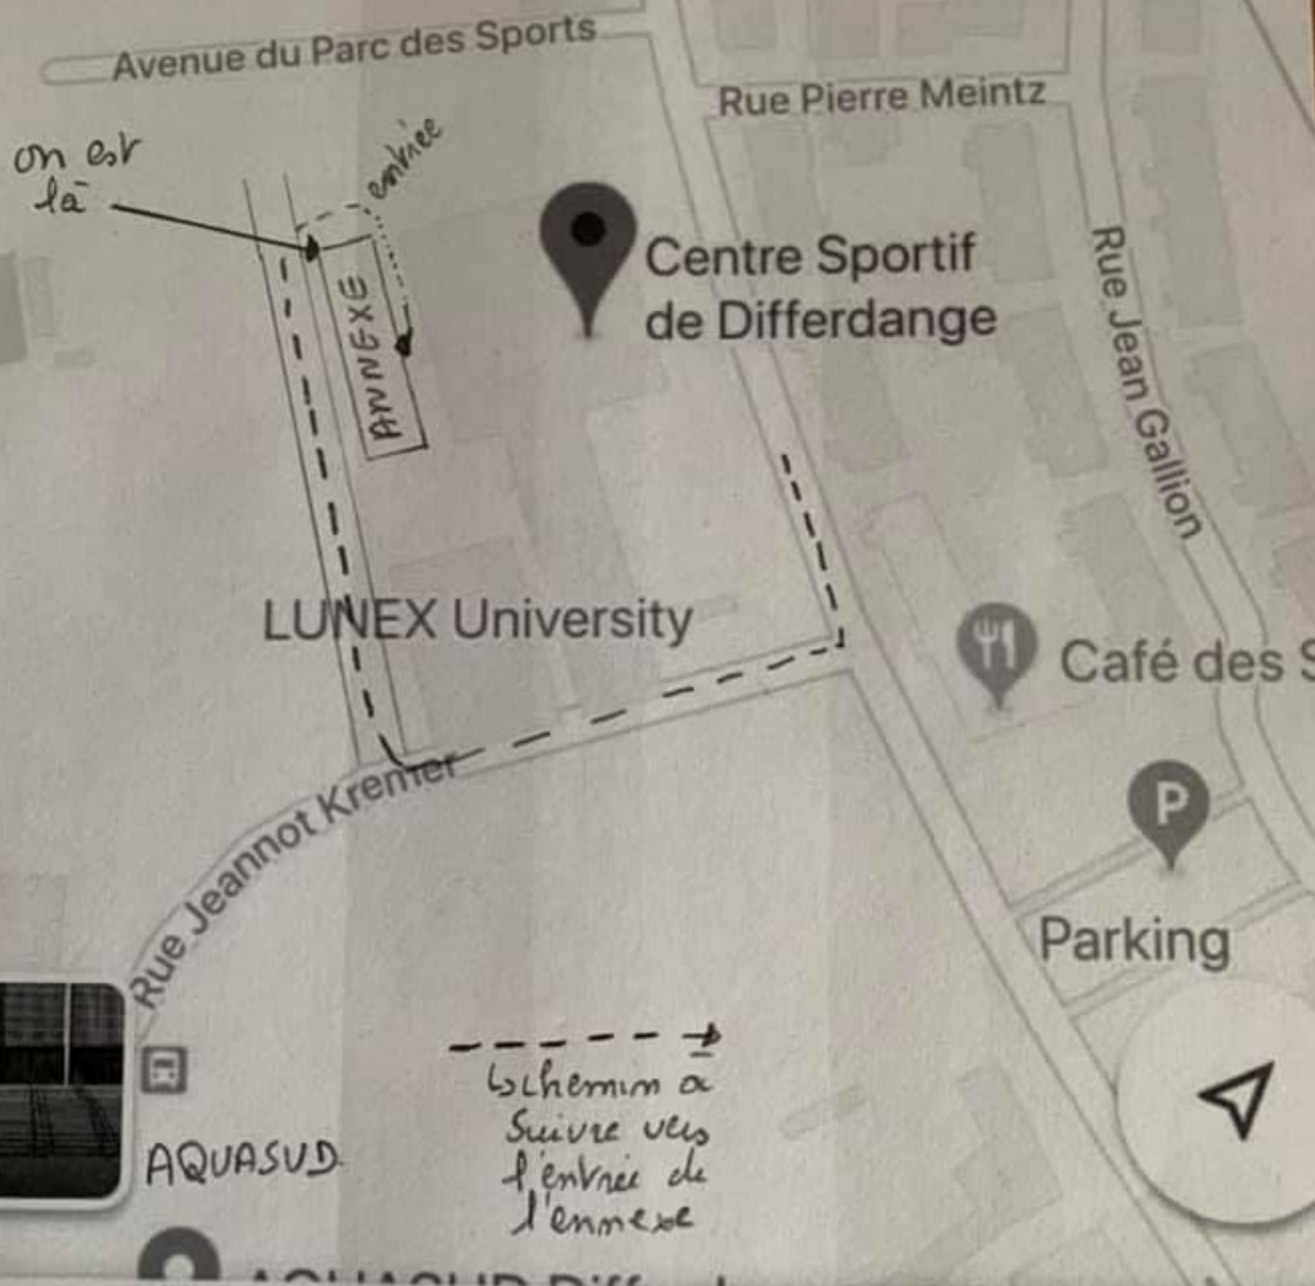 Avenue du Parc des Sports
Rue Pierre Meintz
on est
là
entrée
ANNEXE
Centre Sportif
de Differdange
Rue Jean Gallion
LUNEX University
Café des S
Rue Jeannot Kremer
P
Parking
chemin à
suivre vers
l'entrée de
l'ennexe
AQUASUD